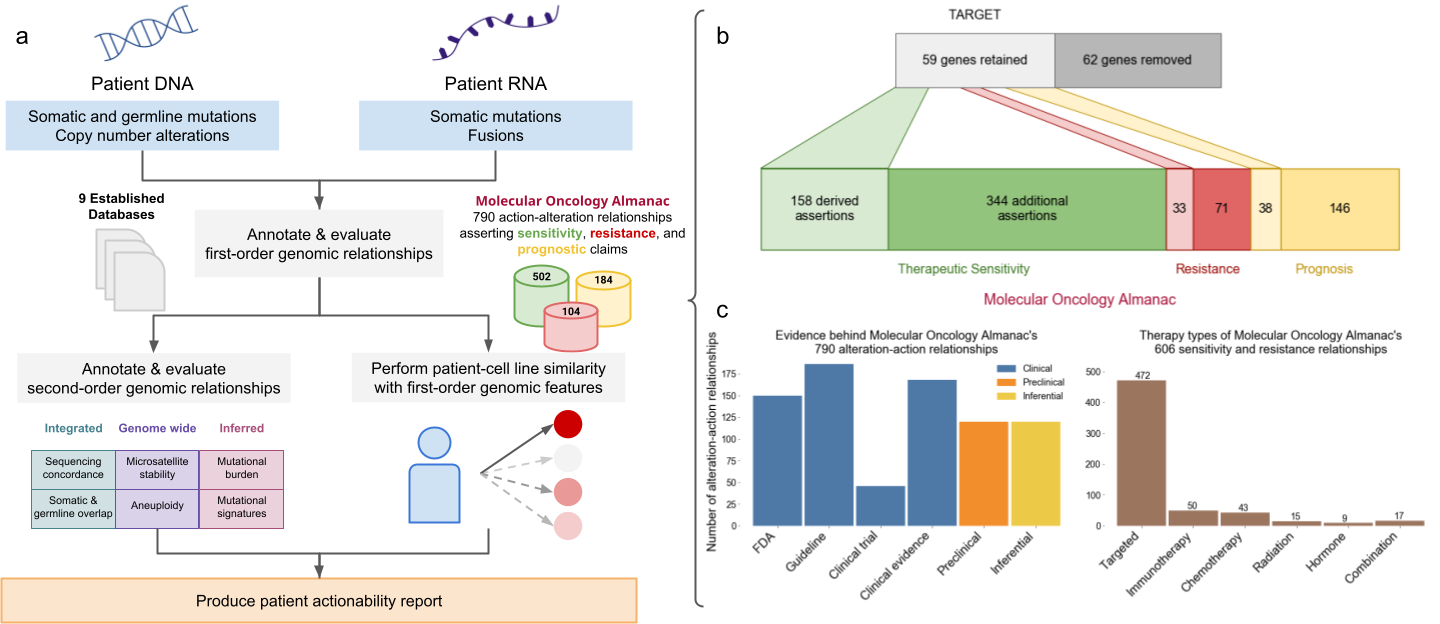 a
Patient DNA
Patient RNA
Somatic and germline mutations
Copy number alterations
Somatic mutations
Fusions
9 Established
Databases
Annotate & evaluate
first-order genomic relationships
Molecular Oncology Almanac
790 action-alteration relationships
asserting sensitivity, resistance, and
prognostic claims
502
184
104
Annotate & evaluate
second-order genomic relationships
Perform patient-cell line similarity
with first-order genomic features
Integrated
Genome wide
Inferred
Sequencing
concordance
Microsatellite
stability
Mutational
burden
Somatic &
germline overlap
Aneuploidy
Mutational
signatures
Produce patient actionability report
b
TARGET
59 genes retained
62 genes removed
158 derived
assertions
344 additional
assertions
33
71
38
146
Therapeutic Sensitivity
Resistance
Prognosis
Molecular Oncology Almanac
c
Evidence behind Molecular Oncology Almanac's
790 alteration-action relationships
Number of alteration-action relationships
175
150
125
100
75
50
25
0
Clinical
Preclinical
Inferential
FDA
Guideline
Clinical trial
Clinical evidence
Preclinical
Inferential
Therapy types of Molecular Oncology Almanac's
606 sensitivity and resistance relationships
500
400
300
200
100
0
472
50
43
15
9
17
Targeted
Immunotherapy
Chemotherapy
Radiation
Hormone
Combination